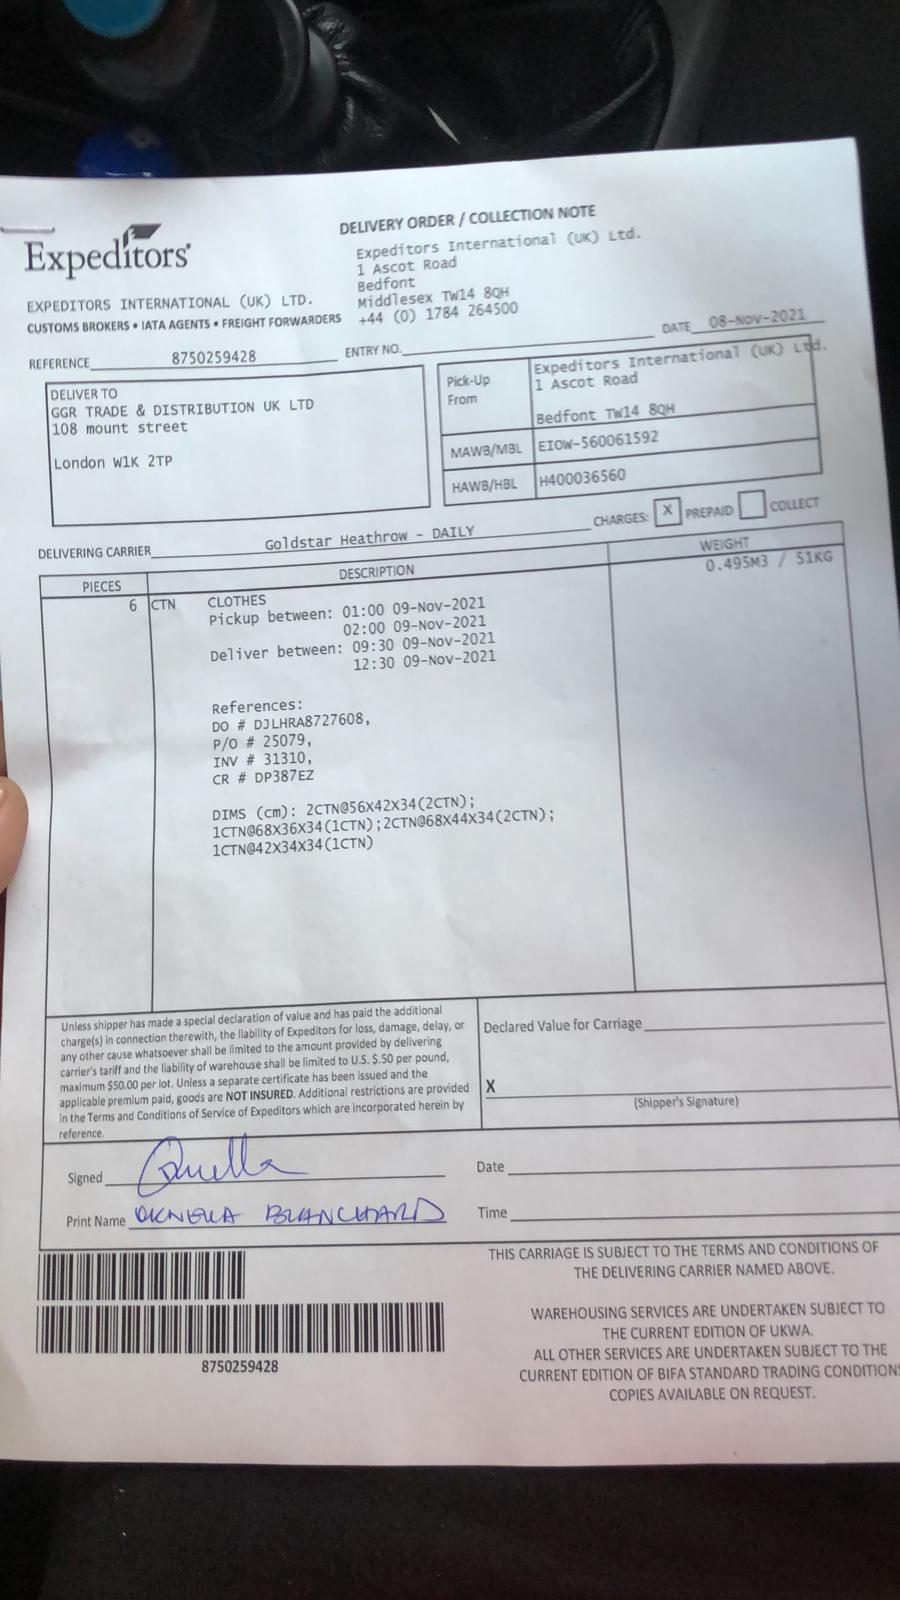 Expeditors®
DELIVERY ORDER / COLLECTION NOTE
Expeditors International (UK) Ltd.
1 Ascot Road
Bedfont
Middlesex TW14 8QH
+44 (0) 1784 264500
EXPEDITORS INTERNATIONAL (UK) LTD.
CUSTOMS BROKERS • IATA AGENTS • FREIGHT FORWARDERS
DATE 08-Nov-2021
REFERENCE 8750259428 ENTRY NO.
DELIVER TO
GGR TRADE & DISTRIBUTION UK LTD
108 mount street
London W1K 2TP
Pick-Up From
Expeditors International (UK) Ltd.
1 Ascot Road
Bedfont TW14 8QH
MAWB/MBL EIOW-560061592
HAWB/HBL H400036560
DELIVERING CARRIER Goldstar Heathrow - DAILY
CHARGES: X PREPAID COLLECT
PIECES DESCRIPTION WEIGHT
6 CTN CLOTHES 0.495M3 / 51KG
Pickup between: 01:00 09-Nov-2021
02:00 09-Nov-2021
Deliver between: 09:30 09-Nov-2021
12:30 09-Nov-2021
References:
DO # DJLHRA8727608,
P/O # 25079,
INV # 31310,
CR # DP387EZ
DIMS (cm): 2CTN@56X42X34(2CTN);
1CTN@68X36X34(1CTN);2CTN@68X44X34(2CTN);
1CTN@42X34X34(1CTN)
Unless shipper has made a special declaration of value and has paid the additional
charge(s) in connection therewith, the liability of Expeditors for loss, damage, delay, or
any other cause whatsoever shall be limited to the amount provided by delivering
carrier's tariff and the liability of warehouse shall be limited to U.S. $.50 per pound,
maximum $50.00 per lot. Unless a separate certificate has been issued and the
applicable premium paid, goods are NOT INSURED. Additional restrictions are provided
in the Terms and Conditions of Service of Expeditors which are incorporated herein by
reference.
Declared Value for Carriage
X
(Shipper's Signature)
Signed
Date
Print Name BLANCHARD
Time
8750259428
THIS CARRIAGE IS SUBJECT TO THE TERMS AND CONDITIONS OF
THE DELIVERING CARRIER NAMED ABOVE.
WAREHOUSING SERVICES ARE UNDERTAKEN SUBJECT TO
THE CURRENT EDITION OF UKWA.
ALL OTHER SERVICES ARE UNDERTAKEN SUBJECT TO THE
CURRENT EDITION OF BIFA STANDARD TRADING CONDITION
COPIES AVAILABLE ON REQUEST.